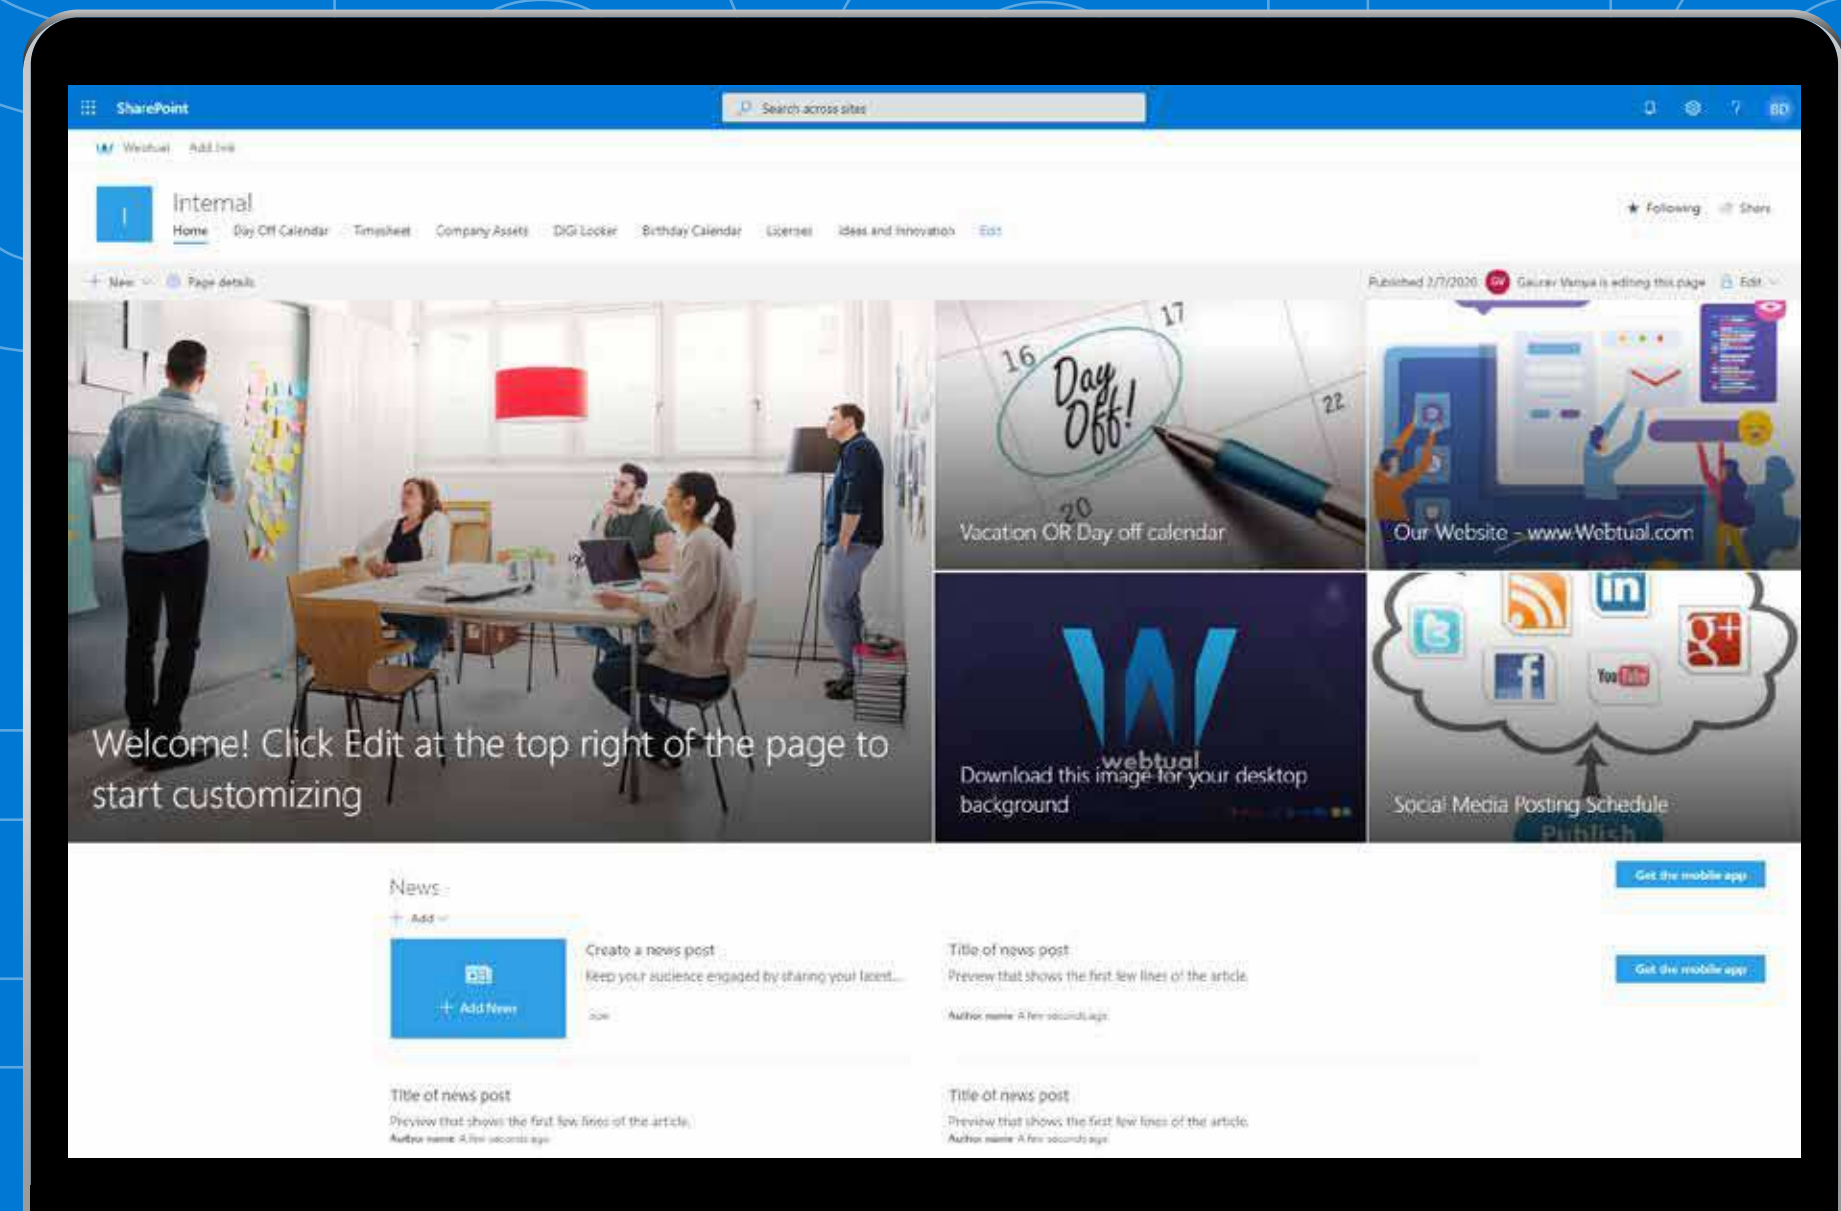 SharePoint
Search across sites
BD
Webtual Add link
I
Internal
Following Share
Home Day Off Calendar Timesheet Company Assets DiGi Locker Birthday Calendar Licenses Ideas and Innovation Edit
New Page details
Published 2/7/2020 GV Gaurav Vanya is editing this page Edit
16
17
Day
Off!
22
20
Vacation OR Day off calendar
Our Website - www.Webtual.com
in
G+
f
t
YouTube
webtual
Welcome! Click Edit at the top right of the page to
start customizing
Download this image for your desktop
background
Social Media Posting Schedule
Publish
Get the mobile app
News
Add
Create a news post
Keep your audience engaged by sharing your latest...
Add News
Title of news post
Preview that shows the first few lines of the article.
Author name A few seconds ago
Get the mobile app
Title of news post
Preview that shows the first few lines of the article.
Author name A few seconds ago
Title of news post
Preview that shows the first few lines of the article.
Author name A few seconds ago